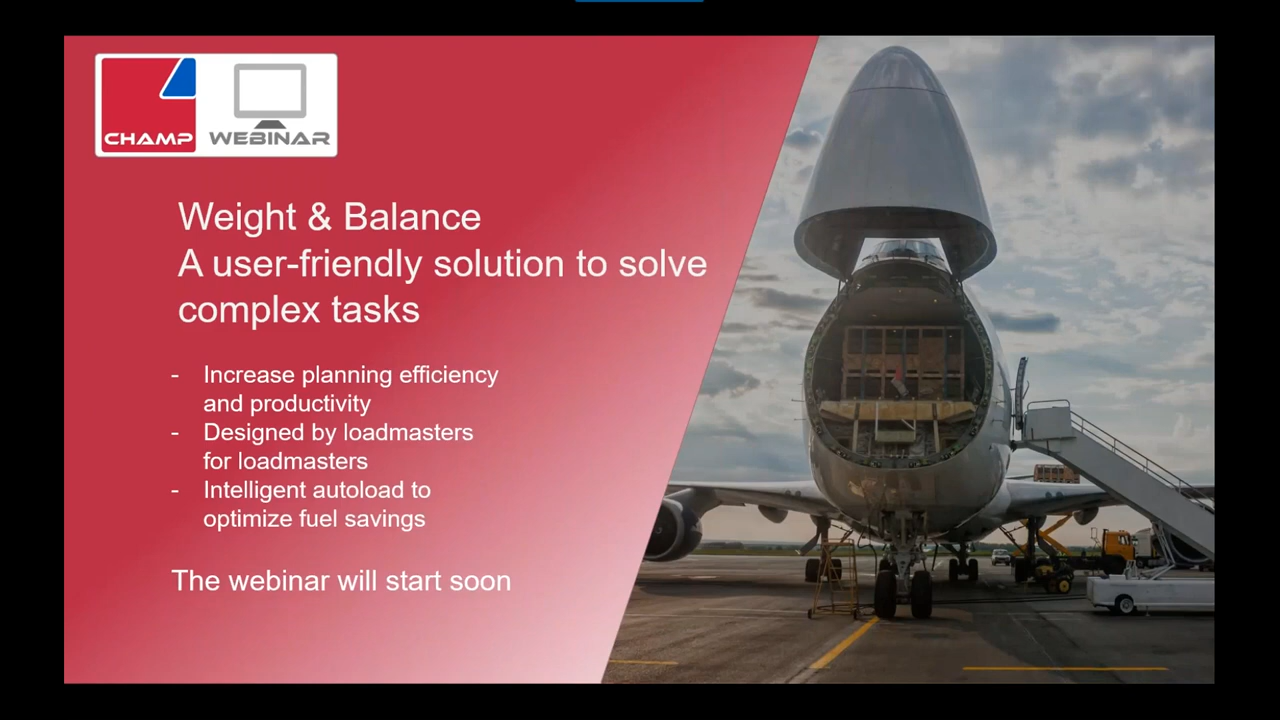 CHAMP
WEBINAR
Weight & Balance
A user-friendly solution to solve
complex tasks
- Increase planning efficiency
and productivity
- Designed by loadmasters
for loadmasters
- Intelligent autoload to
optimize fuel savings
The webinar will start soon